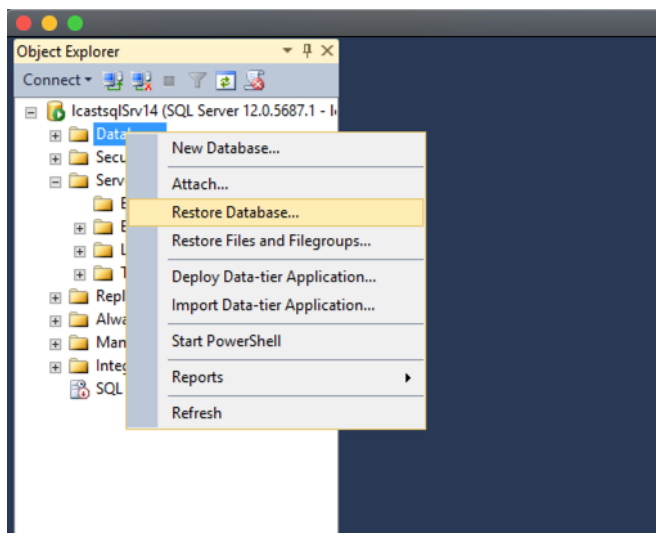 Object Explorer
Connect
IcastsqlSrv14 (SQL Server 12.0.5687.1 -
New Database...
Attach...
Restore Database...
Restore Files and Filegroups...
Deploy Data-tier Application...
Import Data-tier Application...
Start PowerShell
Reports
Refresh
Data
Secu
Serv
Repl
Alwa
Man
Integ
SQL